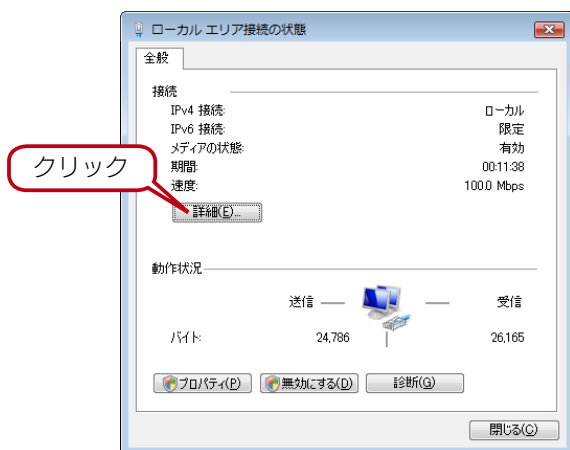 ローカル エリア接続の状態
全般
接続
IPv4 接続: ローカル
IPv6 接続: 限定
メディアの状態: 有効
期間: 00:11:38
速度: 100.0 Mbps
クリック
詳細(E)...
動作状況
送信 受信
バイト: 24,786 26,165
プロパティ(P) 無効にする(D) 診断(G)
閉じる(C)